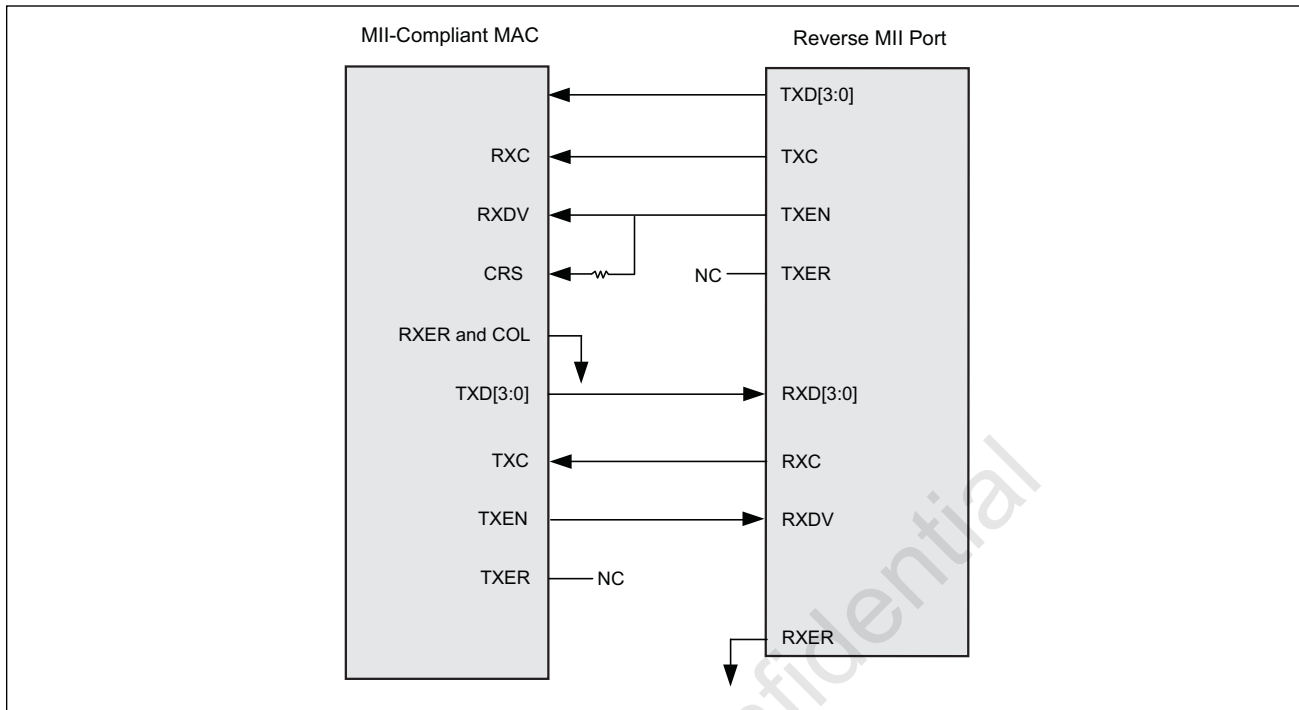 MII-Compliant MAC
Reverse MII Port
TXD[3:0]
RXC
TXC
RXDV
TXEN
CRS
NC
TXER
RXER and COL
TXD[3:0]
RXD[3:0]
TXC
RXC
TXEN
RXDV
TXER
NC
RXER